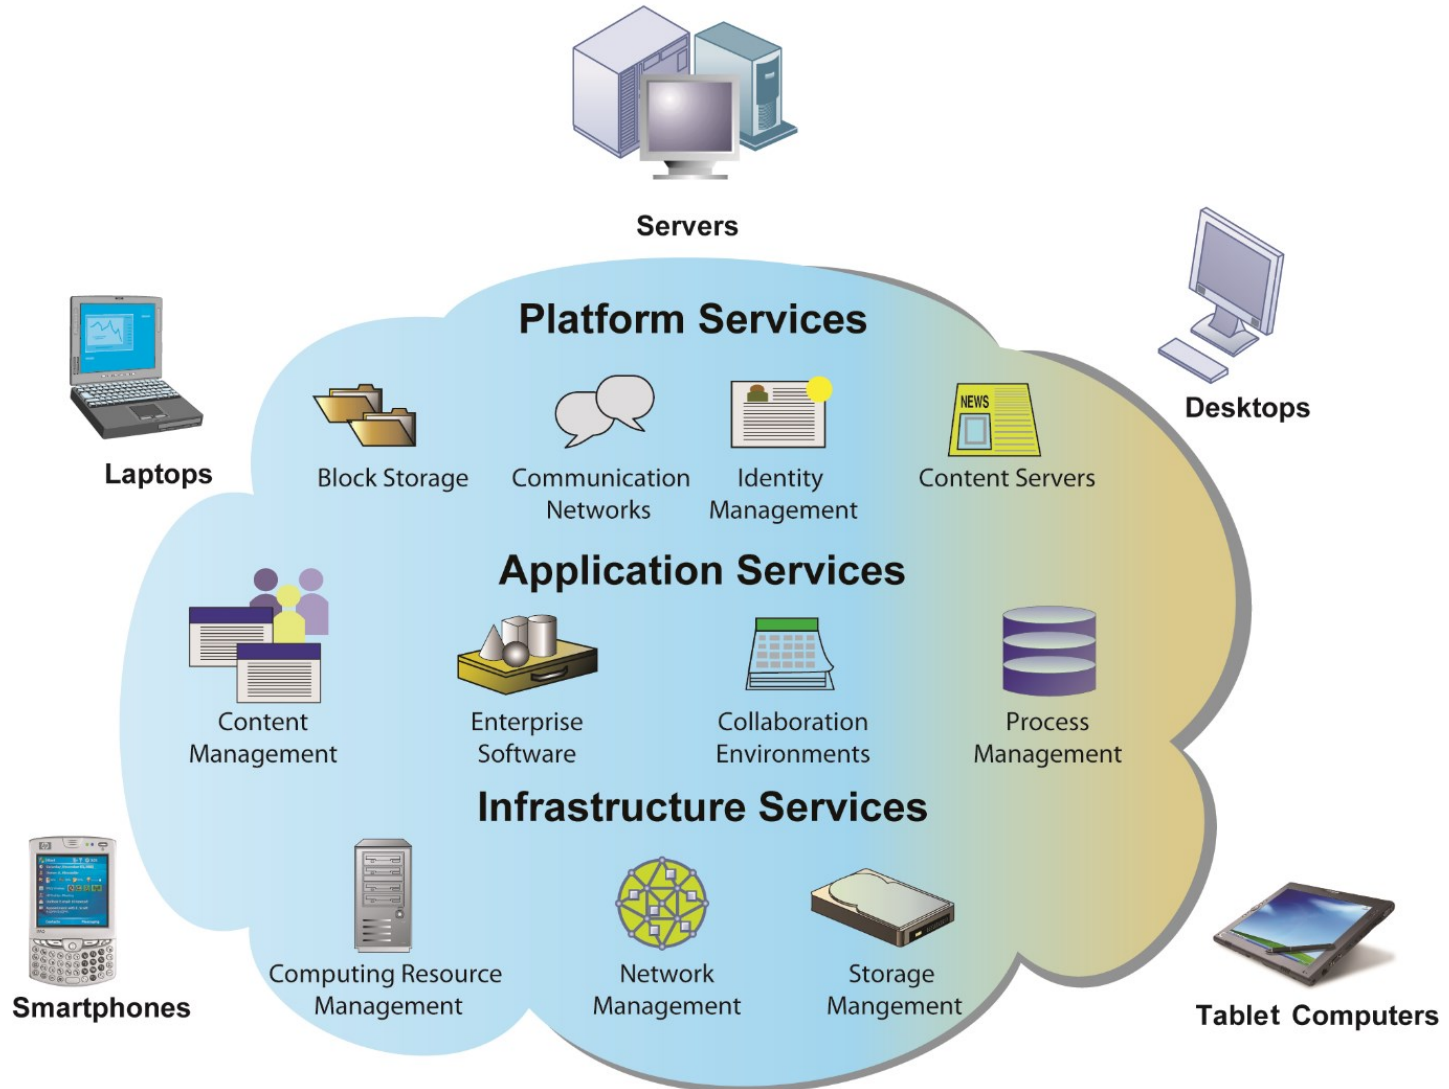 Servers
Platform Services
Desktops
Laptops
Block Storage
Communication
Networks
Identity
Management
NEWS
Content Servers
Application Services
Content
Management
Enterprise
Software
Collaboration
Environments
Process
Management
Infrastructure Services
Smartphones
Computing Resource
Management
Network
Management
Storage
Mangement
Tablet Computers